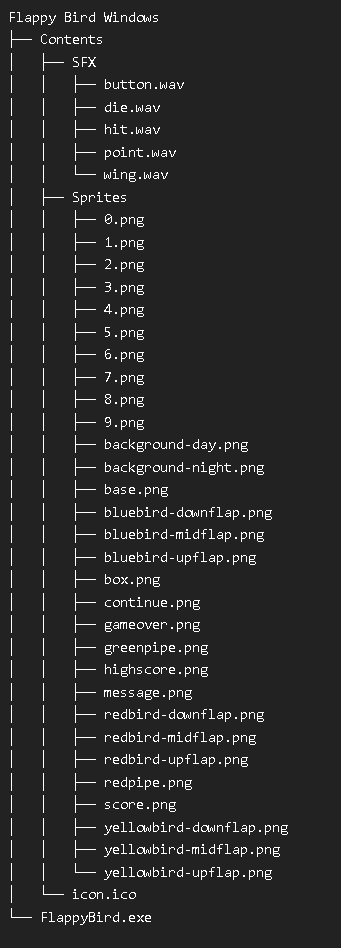 Flappy Bird Windows
├── Contents
│   ├── SFX
│   │   ├── button.wav
│   │   ├── die.wav
│   │   ├── hit.wav
│   │   ├── point.wav
│   │   └── wing.wav
│   ├── Sprites
│   │   ├── 0.png
│   │   ├── 1.png
│   │   ├── 2.png
│   │   ├── 3.png
│   │   ├── 4.png
│   │   ├── 5.png
│   │   ├── 6.png
│   │   ├── 7.png
│   │   ├── 8.png
│   │   ├── 9.png
│   │   ├── background-day.png
│   │   ├── background-night.png
│   │   ├── base.png
│   │   ├── bluebird-downflap.png
│   │   ├── bluebird-midflap.png
│   │   ├── bluebird-upflap.png
│   │   ├── box.png
│   │   ├── continue.png
│   │   ├── gameover.png
│   │   ├── greenpipe.png
│   │   ├── highscore.png
│   │   ├── message.png
│   │   ├── redbird-downflap.png
│   │   ├── redbird-midflap.png
│   │   ├── redbird-upflap.png
│   │   ├── redpipe.png
│   │   ├── score.png
│   │   ├── yellowbird-downflap.png
│   │   ├── yellowbird-midflap.png
│   │   └── yellowbird-upflap.png
│   └── icon.ico
└── FlappyBird.exe